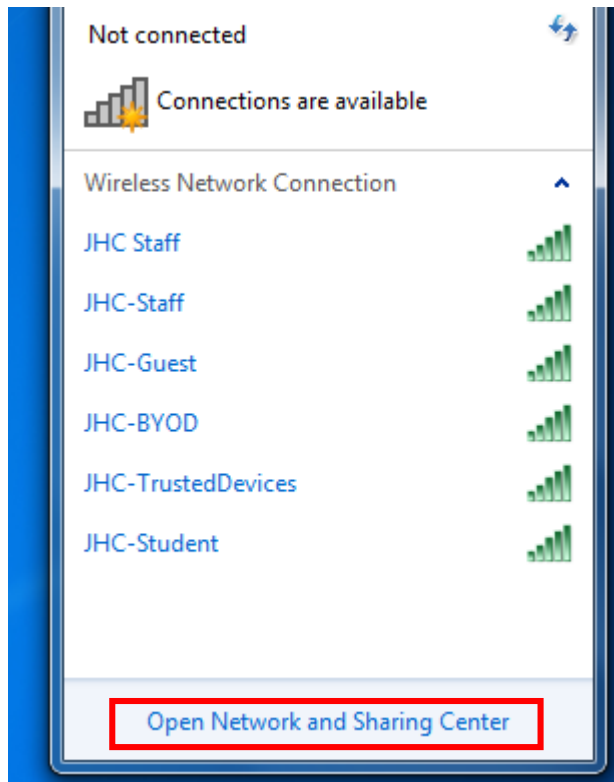 Not connected
Connections are available
Wireless Network Connection
JHC Staff
JHC-Staff
JHC-Guest
JHC-BYOD
JHC-TrustedDevices
JHC-Student
Open Network and Sharing Center